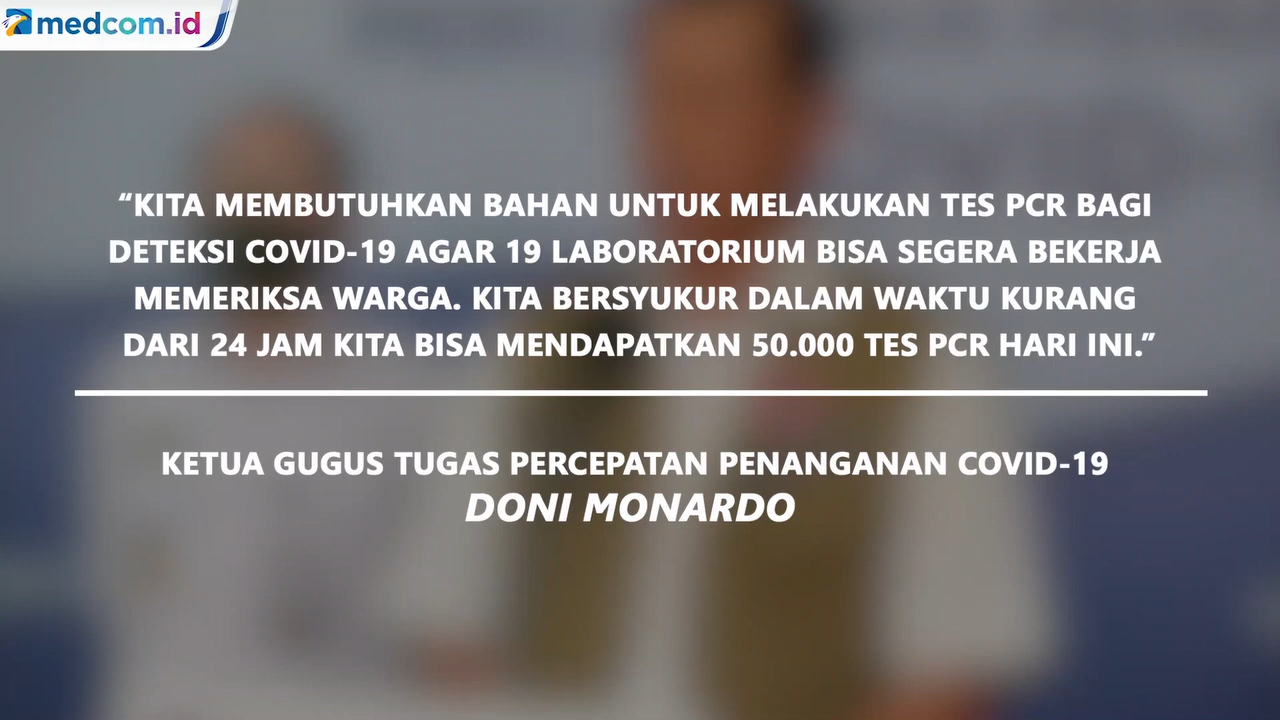 medcom.id
“KITA MEMBUTUHKAN BAHAN UNTUK MELAKUKAN TES PCR BAGI
DETEKSI COVID-19 AGAR 19 LABORATORIUM BISA SEGERA BEKERJA
MEMERIKSA WARGA. KITA BERSYUKUR DALAM WAKTU KURANG
DARI 24 JAM KITA BISA MENDAPATKAN 50.000 TES PCR HARI INI.”
KETUA GUGUS TUGAS PERCEPATAN PENANGANAN COVID-19
DONI MONARDO